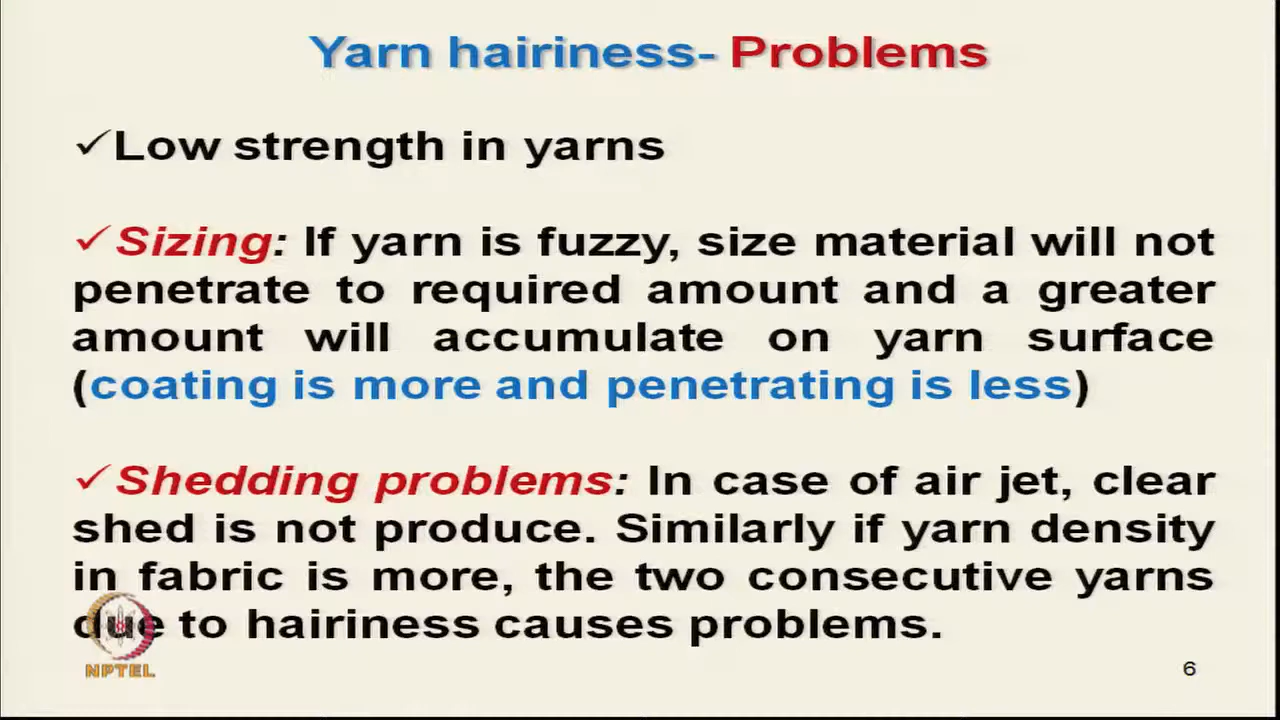 Yarn hairiness- Problems
✓Low strength in yarns
✓Sizing: If yarn is fuzzy, size material will not
penetrate to required amount and a greater
amount will accumulate on yarn surface
(coating is more and penetrating is less)
✓Shedding problems: In case of air jet, clear
shed is not produce. Similarly if yarn density
in fabric is more, the two consecutive yarns
due to hairiness causes problems.
NPTEL
6